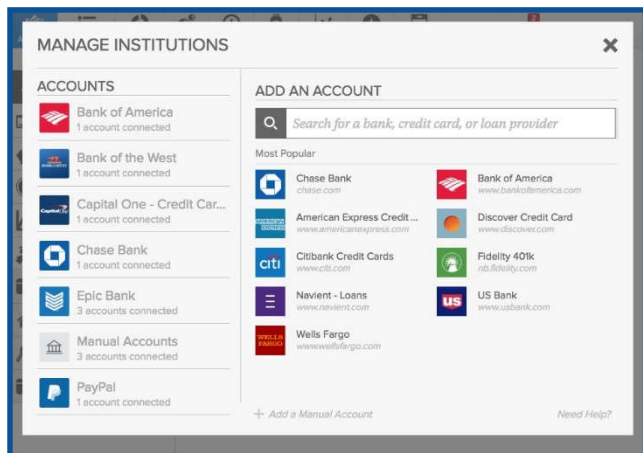 MANAGE INSTITUTIONS
ACCOUNTS
Bank of America
1 account connected
Bank of the West
1 account connected
Capital One - Credit Car...
1 account connected
Chase Bank
1 account connected
Epic Bank
3 accounts connected
Manual Accounts
3 accounts connected
PayPal
1 account connected
ADD AN ACCOUNT
Search for a bank, credit card, or loan provider
Most Popular
Chase Bank
chase.com
Bank of America
www.bankofamerica.com
American Express Credit ...
www.americanexpress.com
Discover Credit Card
www.discover.com
citi
Citibank Credit Cards
www.citi.com
Fidelity 401k
nb.fidelity.com
Navient - Loans
www.navient.com
us
US Bank
www.usbank.com
WELLS
FARGO
Wells Fargo
www.wellsfargo.com
+ Add a Manual Account
Need Help?